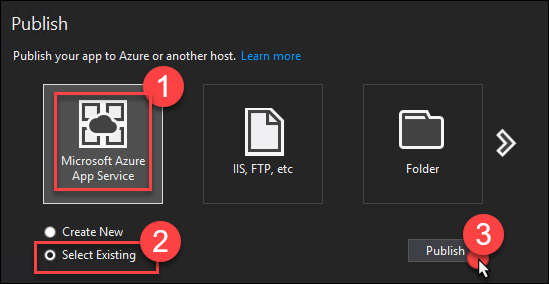 Publish
Publish your app to Azure or another host. Learn more
1
Microsoft Azure
App Service
IIS, FTP, etc
Folder
Create New
2
Select Existing
3
Publish